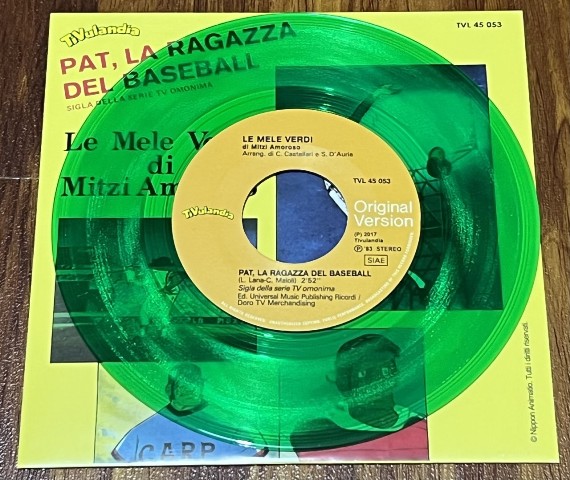 TiVulandia
TVL 45 053
PAT, LA RAGAZZA
DEL BASEBALL
SIGLA DELLA SERIE TV OMONIMA
Le Mele
di
Mitzi
LE MELE VERDI
di Mitzi Amoroso
Arrang. di C. Castellari e S. D'Auria
TVL 45 053
TiVulandia
Original
Version
(P) 2017
Tivulandia
℗ '83 STEREO
SIAE
PAT, LA RAGAZZA DEL BASEBALL
(L. Lana-C. Maioli) 2'52"
Sigla della serie TV omonima
Ed. Universal Music Publishing Ricordi /
Doro TV Merchandising
CARP
© Nippon Animatio. Tutti i diritti riservati.